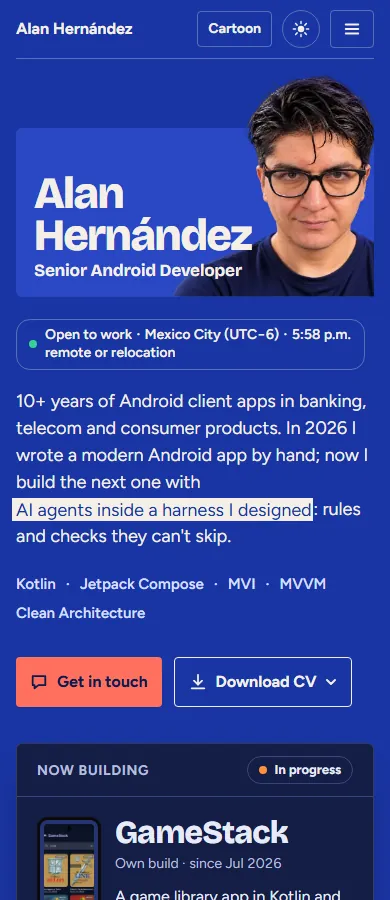 Alan Hernández
Cartoon
Alan
Hernández
Senior Android Developer
Open to work · Mexico City (UTC−6) · 5:58 p.m.
remote or relocation
10+ years of Android client apps in banking,
telecom and consumer products. In 2026 I
wrote a modern Android app by hand; now I
build the next one with
AI agents inside a harness I designed: rules
and checks they can't skip.
Kotlin · Jetpack Compose · MVI · MVVM
Clean Architecture
Get in touch
Download CV
NOW BUILDING
In progress
GameStack
Own build · since Jul 2026
A game library app in Kotlin and